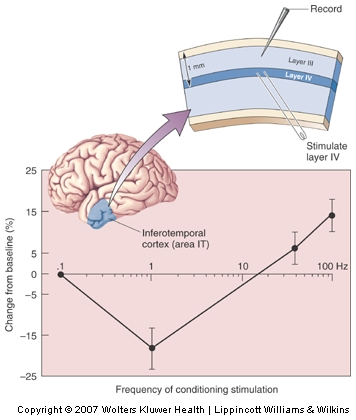 Record
1 mm
Layer III
Layer IV
Stimulate
layer IV
Inferotemporal
cortex (area IT)
Change from baseline (%)
25
15
5
0
−5
−15
−25
.1
1
10
100 Hz
Frequency of conditioning stimulation
Copyright © 2007 Wolters Kluwer Health | Lippincott Williams & Wilkins